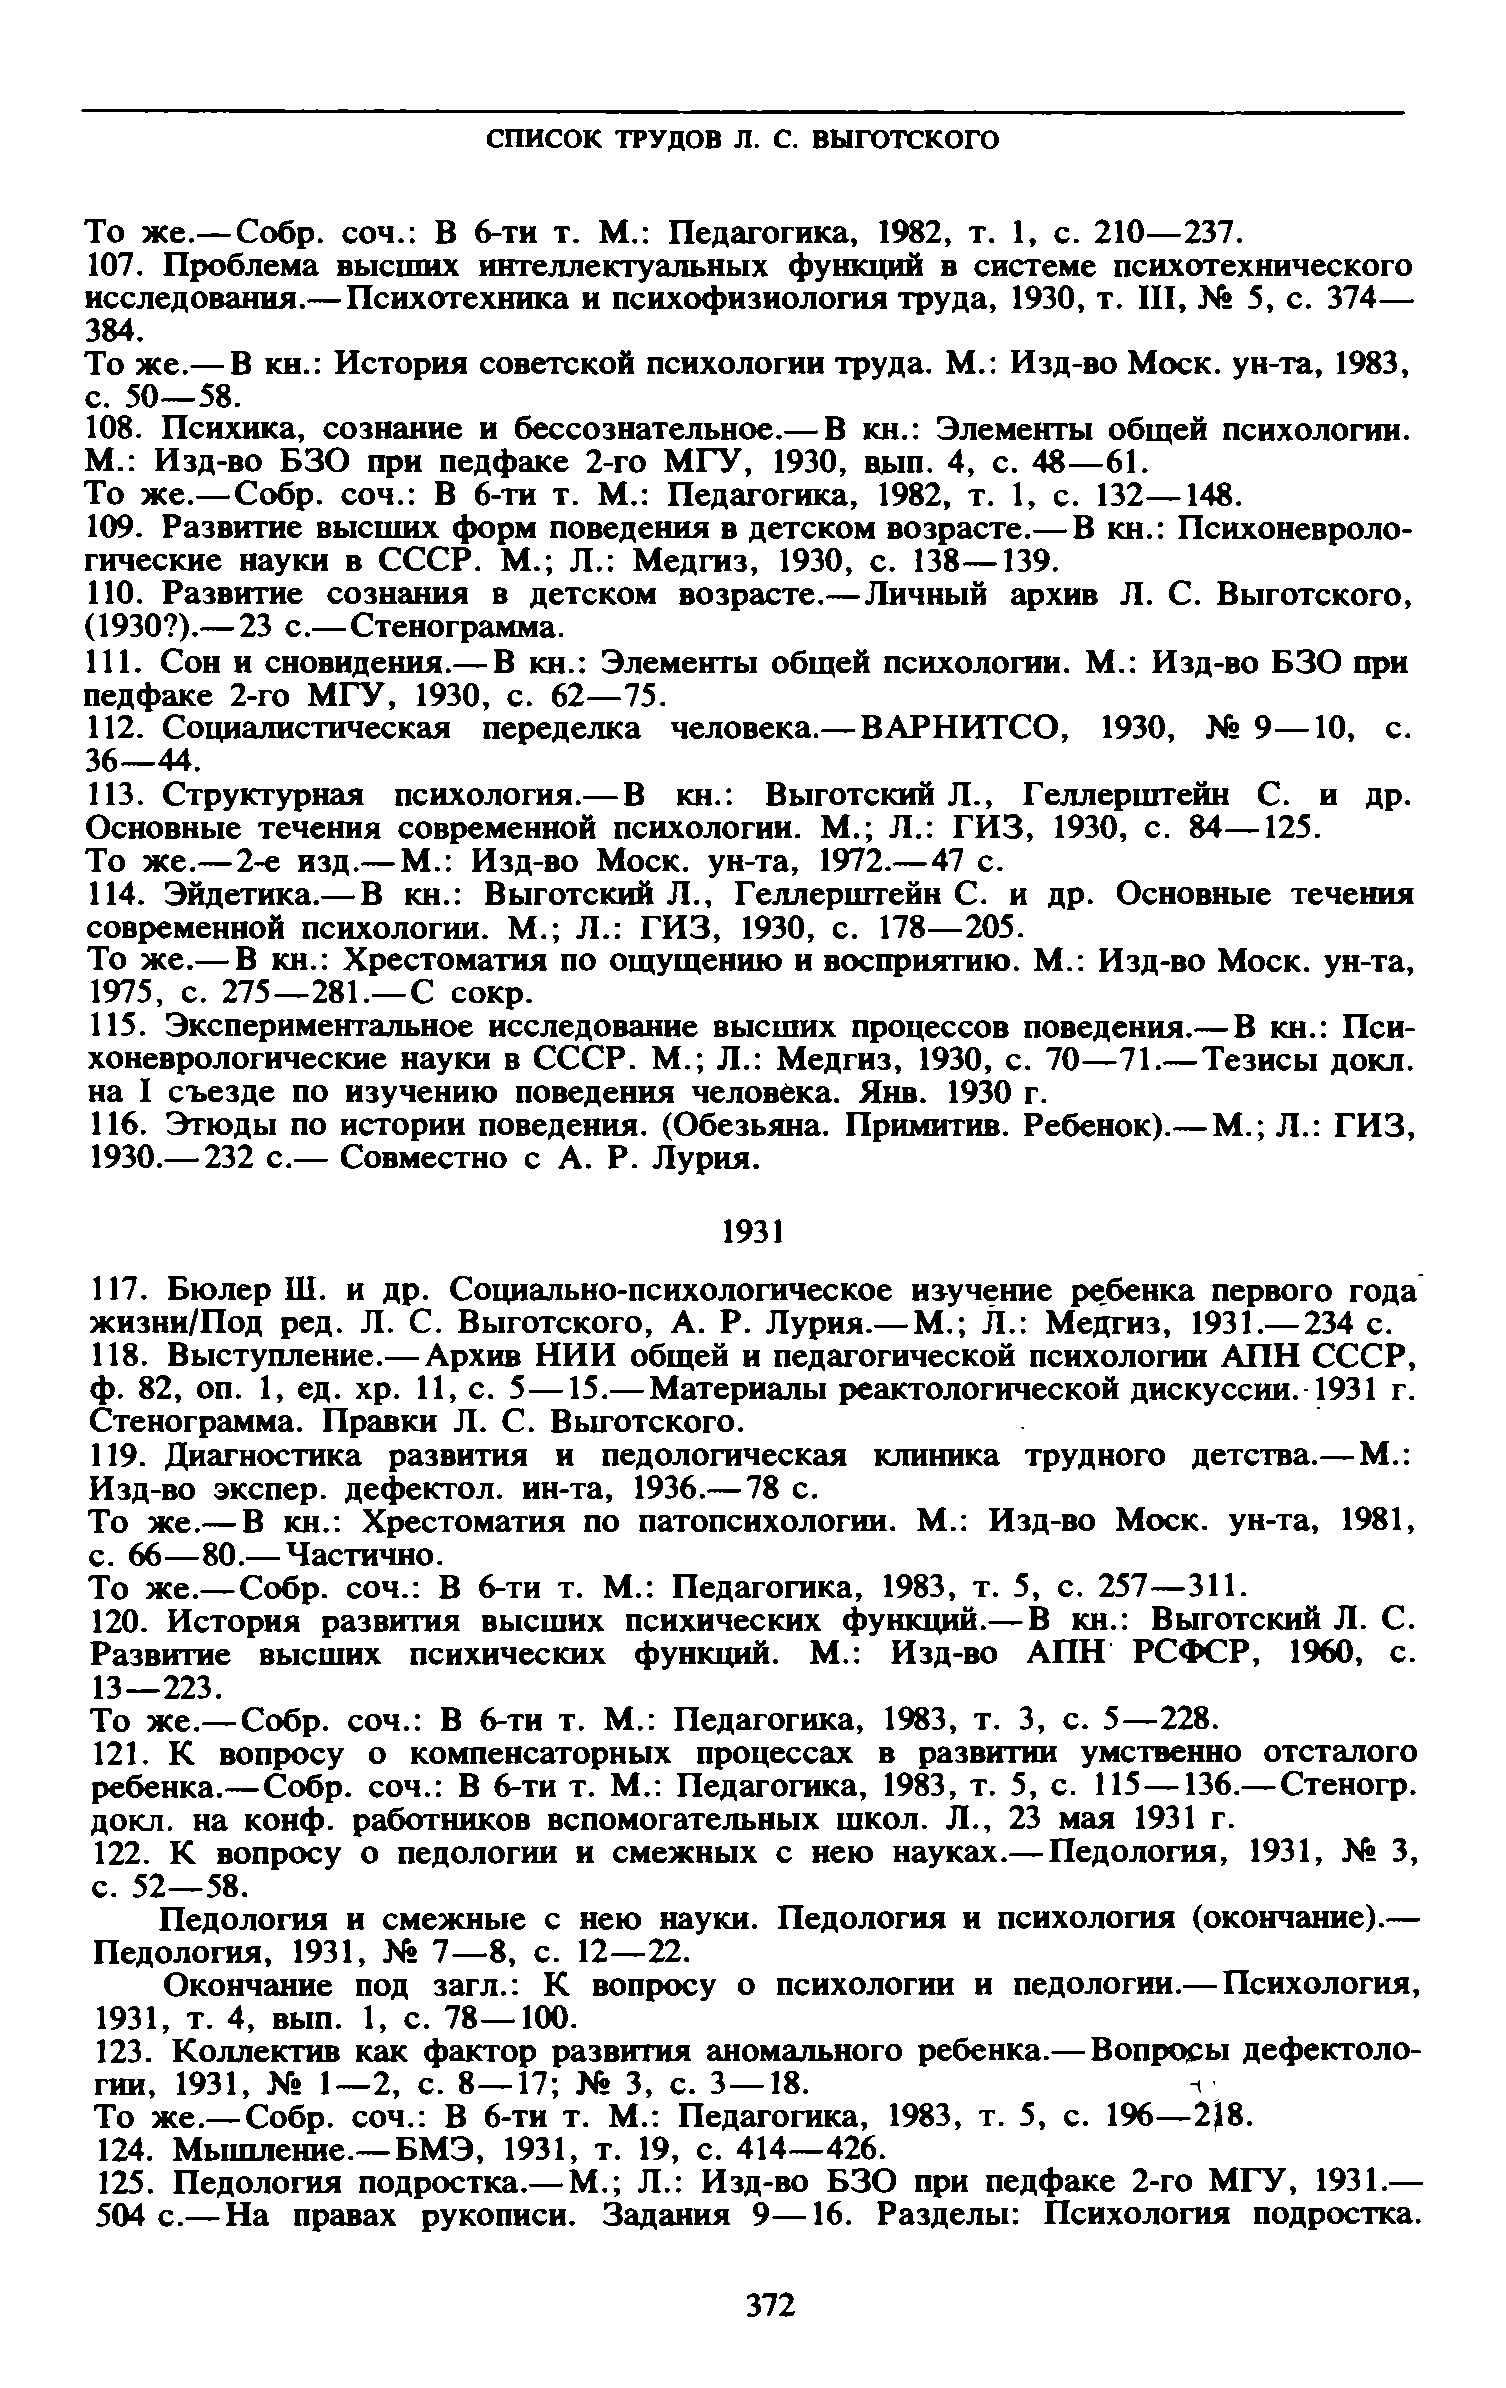 СПИСОК ТРУДОВ Л. С. ВЫГОТСКОГО
То же.—Собр. соч.: В 6-ти т. М.: Педагогика, 1982, т. 1, с. 210—237.
107. Проблема высших интеллектуальных функций в системе психотехнического
исследования.—Психотехника и психофизиология труда, 1930, т. III, № 5, с. 374—
384.
То же.—В кн.: История советской психологии труда. М.: Изд-во Моск. ун-та, 1983,
с. 50—58.
108. Психика, сознание и бессознательное.—В кн.: Элементы общей психологии.
М.: Изд-во БЗО при педфаке 2-го МГУ, 1930, вып. 4, с. 48—61.
То же.—Собр. соч.: В 6-ти т. М.: Педагогика, 1982, т. 1, с. 132—148.
109. Развитие высших форм поведения в детском возрасте.—В кн.: Психоневроло-
гические науки в СССР. М.; Л.: Медгиз, 1930, с. 138—139.
110. Развитие сознания в детском возрасте.—Личный архив Л. С. Выготского,
(1930?).—23 с.—Стенограмма.
111. Сон и сновидения.—В кн.: Элементы общей психологии. М.: Изд-во БЗО при
педфаке 2-го МГУ, 1930, с. 62—75.
112. Социалистическая переделка человека.—ВАРНИТСО, 1930, № 9—10, с.
36—44.
113. Структурная психология.—В кн.: Выготский Л., Геллерштейн С. и др.
Основные течения современной психологии. М.; Л.: ГИЗ, 1930, с. 84—125.
То же.—2-е изд.—М.: Изд-во Моск. ун-та, 1972.—47 с.
114. Эйдетика.—В кн.: Выготский Л., Геллерштейн С. и др. Основные течения
современной психологии. М.; Л.: ГИЗ, 1930, с. 178—205.
То же.—В кн.: Хрестоматия по ощущению и восприятию. М.: Изд-во Моск. ун-та,
1975, с. 275—281.—С сокр.
115. Экспериментальное исследование высших процессов поведения.—В кн.: Пси-
хоневрологические науки в СССР. М.; Л.: Медгиз, 1930, с. 70—71.—Тезисы докл.
на I съезде по изучению поведения человека. Янв. 1930 г.
116. Этюды по истории поведения. (Обезьяна. Примитив. Ребенок).—М.; Л.: ГИЗ,
1930.—232 с.— Совместно с А. Р. Лурия.
1931
117. Бюлер Ш. и др. Социально-психологическое изучение ребенка первого года
жизни/Под ред. Л. С. Выготского, А. Р. Лурия.—М.; Л.: Медгиз, 1931.—234 с.
118. Выступление.—Архив НИИ общей и педагогической психологии АПН СССР,
ф. 82, оп. 1, ед. хр. 11, с. 5—15.—Материалы реактологической дискуссии. 1931 г.
Стенограмма. Правки Л. С. Выготского.
119. Диагностика развития и педологическая клиника трудного детства.—М.:
Изд-во экспер. дефектол. ин-та, 1936.—78 с.
То же.—В кн.: Хрестоматия по патопсихологии. М.: Изд-во Моск. ун-та, 1981,
с. 66—80.—Частично.
То же.—Собр. соч.: В 6-ти т. М.: Педагогика, 1983, т. 5, с. 257—311.
120. История развития высших психических функций.—В кн.: Выготский Л. С.
Развитие высших психических функций. М.: Изд-во АПН РСФСР, 1960, с.
13—223.
То же.—Собр. соч.: В 6-ти т. М.: Педагогика, 1983, т. 3, с. 5—228.
121. К вопросу о компенсаторных процессах в развитии умственно отсталого
ребенка.—Собр. соч.: В 6-ти т. М.: Педагогика, 1983, т. 5, с. 115—136.—Стеногр.
докл. на конф. работников вспомогательных школ. Л., 23 мая 1931 г.
122. К вопросу о педологии и смежных с нею науках.—Педология, 1931, № 3,
с. 52—58.
Педология и смежные с нею науки. Педология и психология (окончание).—
Педология, 1931, № 7—8, с. 12—22.
Окончание под загл.: К вопросу о психологии и педологии.—Психология,
1931, т. 4, вып. 1, с. 78—100.
123. Коллектив как фактор развития аномального ребенка.—Вопросы дефектоло-
гии, 1931, № 1—2, с. 8—17; № 3, с. 3—18.
То же.—Собр. соч.: В 6-ти т. М.: Педагогика, 1983, т. 5, с. 196—218.
124. Мышление.—БМЭ, 1931, т. 19, с. 414—426.
125. Педология подростка.—М.; Л.: Изд-во БЗО при педфаке 2-го МГУ, 1931.—
504 с.—На правах рукописи. Задания 9—16. Разделы: Психология подростка.
372